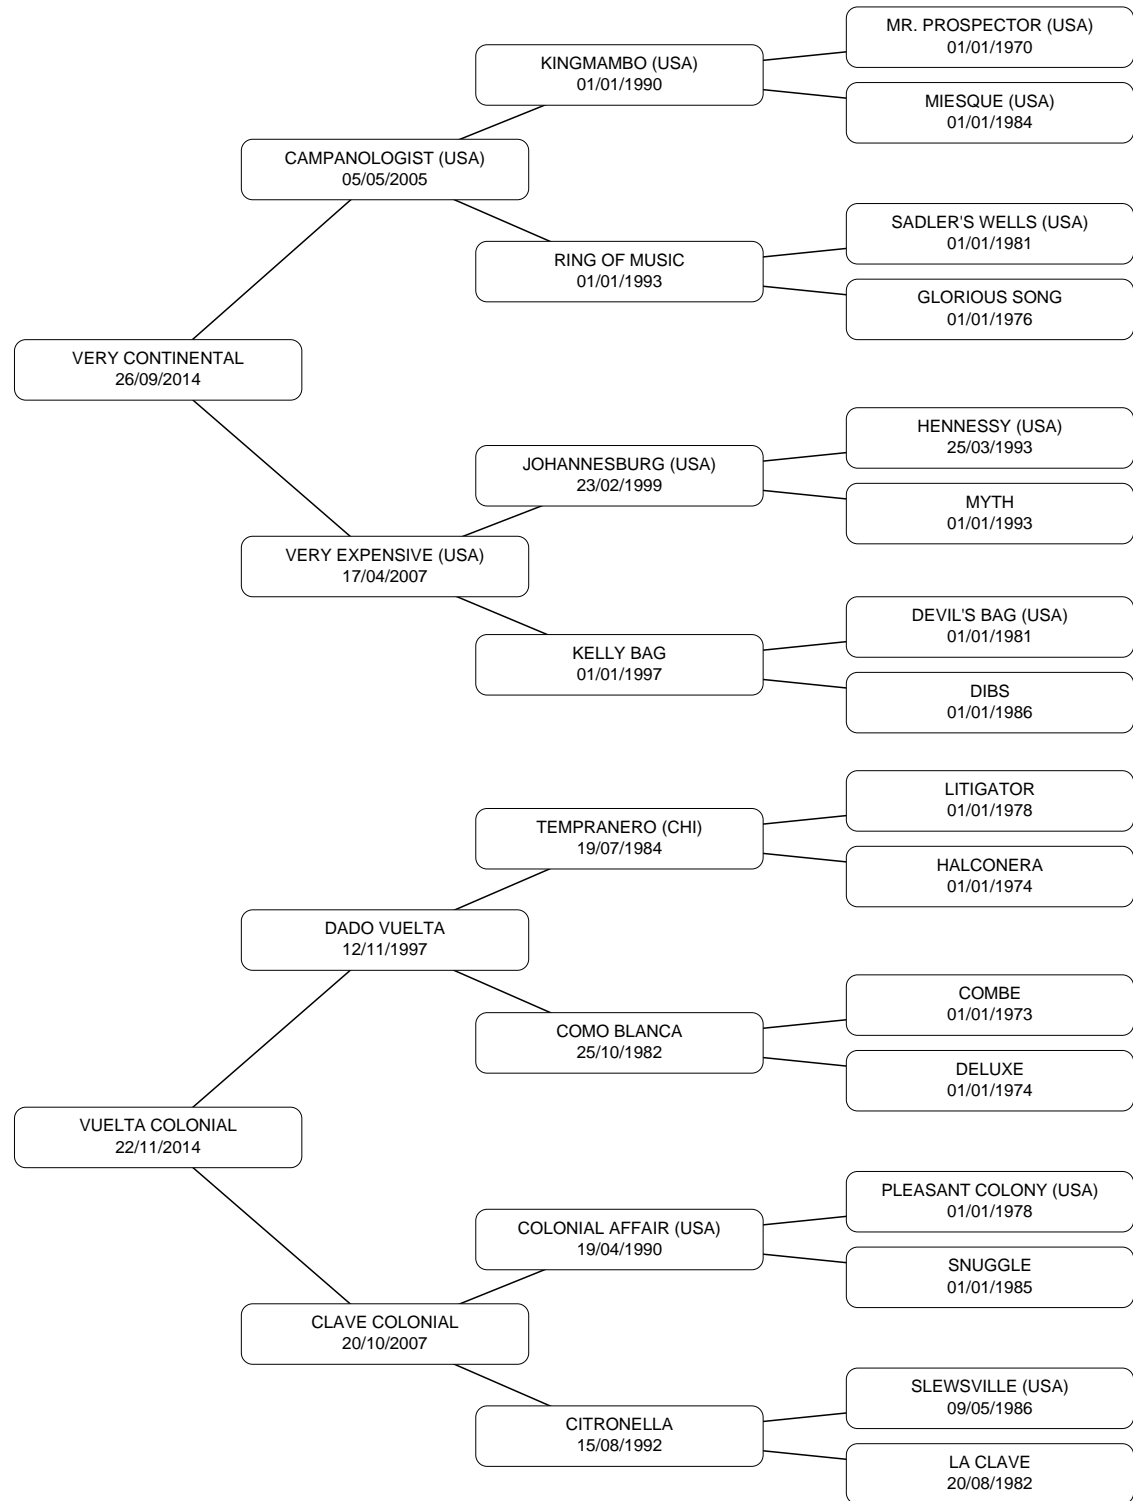 MR. PROSPECTOR (USA)
01/01/1970
KINGMAMBO (USA)
01/01/1990
MIESQUE (USA)
01/01/1984
CAMPANOLOGIST (USA)
05/05/2005
SADLER'S WELLS (USA)
01/01/1981
RING OF MUSIC
01/01/1993
GLORIOUS SONG
01/01/1976
VERY CONTINENTAL
26/09/2014
HENNESSY (USA)
25/03/1993
JOHANNESBURG (USA)
23/02/1999
MYTH
01/01/1993
VERY EXPENSIVE (USA)
17/04/2007
DEVIL'S BAG (USA)
01/01/1981
KELLY BAG
01/01/1997
DIBS
01/01/1986
LITIGATOR
01/01/1978
TEMPRANERO (CHI)
19/07/1984
HALCONERA
01/01/1974
DADO VUELTA
12/11/1997
COMBE
01/01/1973
COMO BLANCA
25/10/1982
DELUXE
01/01/1974
VUELTA COLONIAL
22/11/2014
PLEASANT COLONY (USA)
01/01/1978
COLONIAL AFFAIR (USA)
19/04/1990
SNUGGLE
01/01/1985
CLAVE COLONIAL
20/10/2007
SLEWSVILLE (USA)
09/05/1986
CITRONELLA
15/08/1992
LA CLAVE
20/08/1982